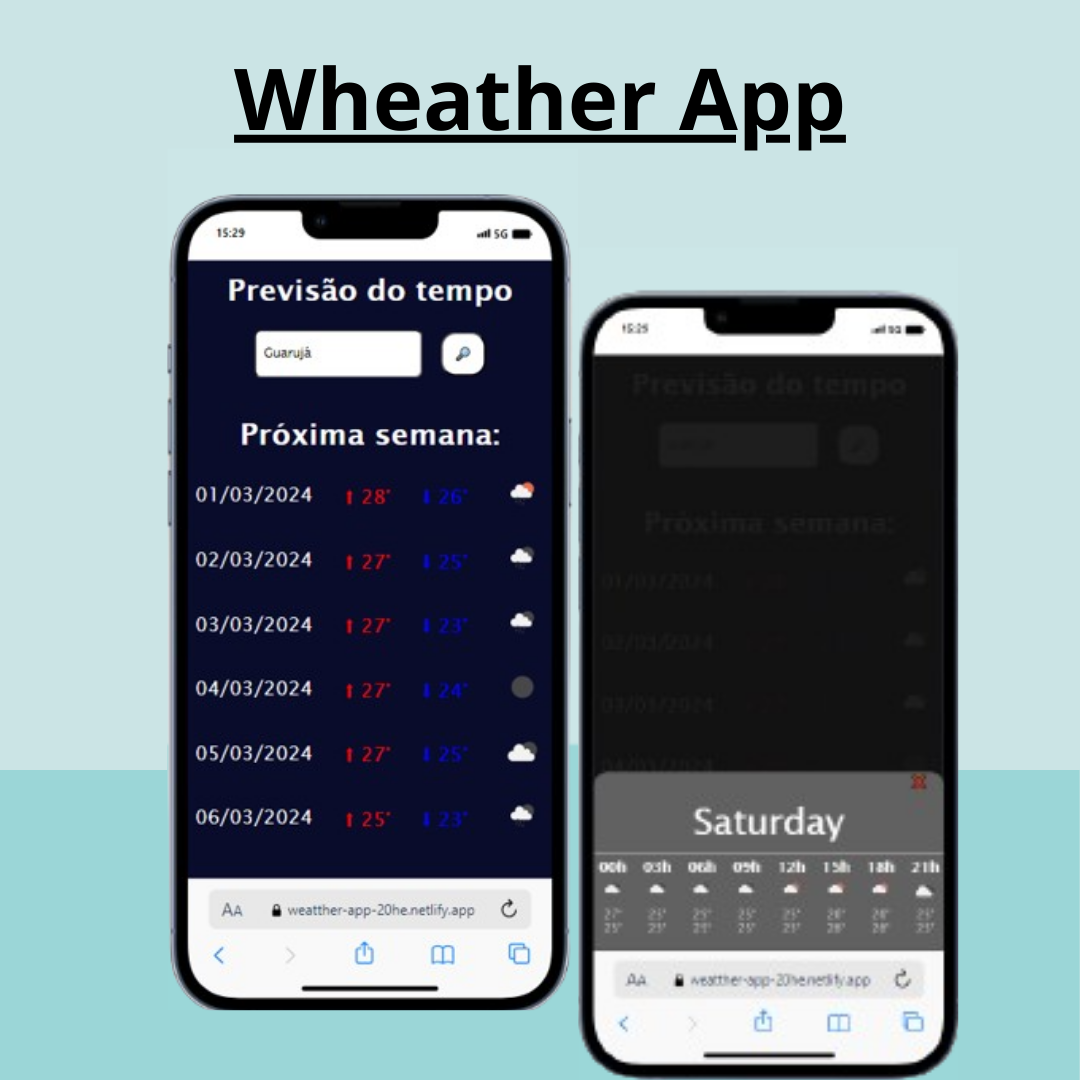 Wheather App
15:29
5G
Previsão do tempo
Guarujá
Próxima semana:
01/03/2024 ⬆ 28° ⬇ 26°
02/03/2024 ⬆ 27° ⬇ 25°
03/03/2024 ⬆ 27° ⬇ 23°
04/03/2024 ⬆ 27° ⬇ 24°
05/03/2024 ⬆ 27° ⬇ 25°
06/03/2024 ⬆ 25° ⬇ 23°
AA weatther-app-20he.netlify.app
5G
Previsão do tempo
Próxima semana:
01/03/2024
02/03/2024
03/03/2024
04/03/2024
Saturday
00h 03h 06h 09h 12h 15h 18h 21h
AA weatther-app-20he.netlify.app